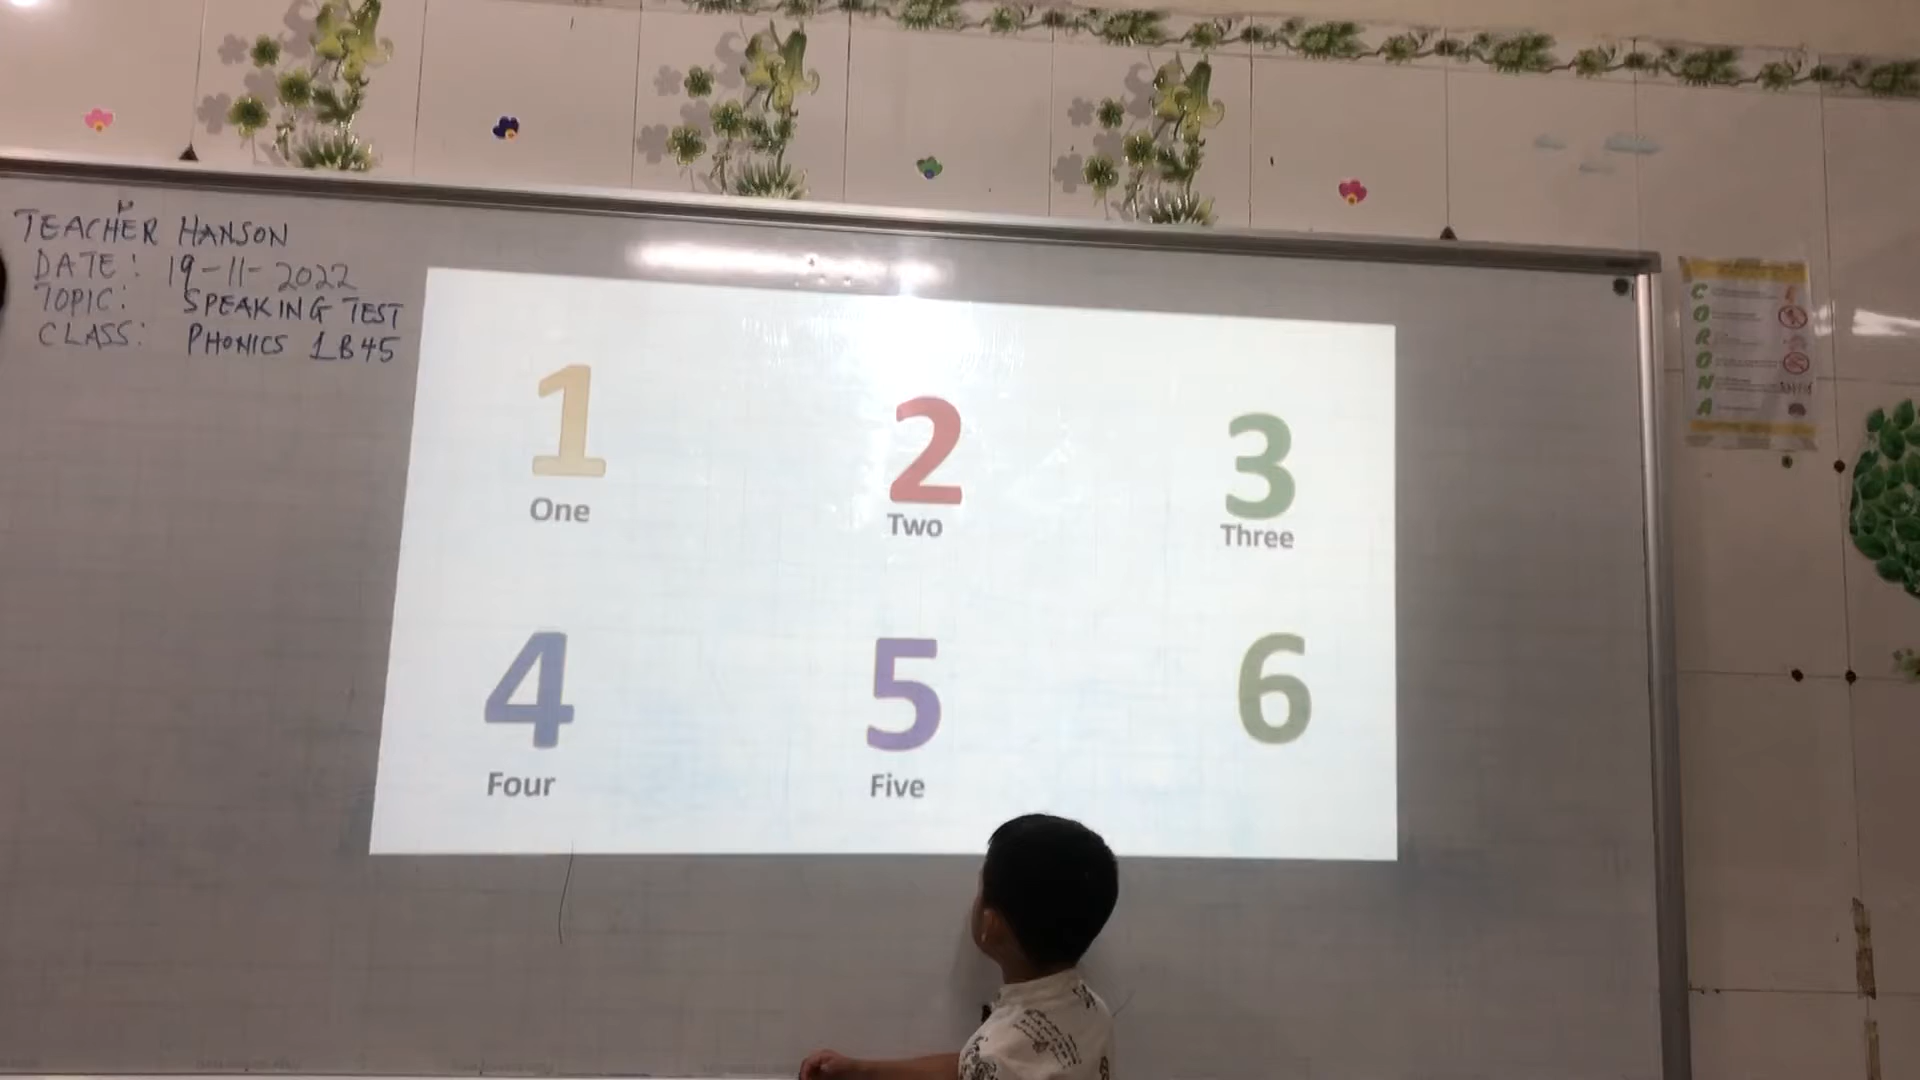 TEACHER HANSON
DATE: 19-11-2022
TOPIC: SPEAKING TEST
CLASS: PHONICS 1B45
1 2 3
One Two Three
4 5 6
Four Five
CORONA